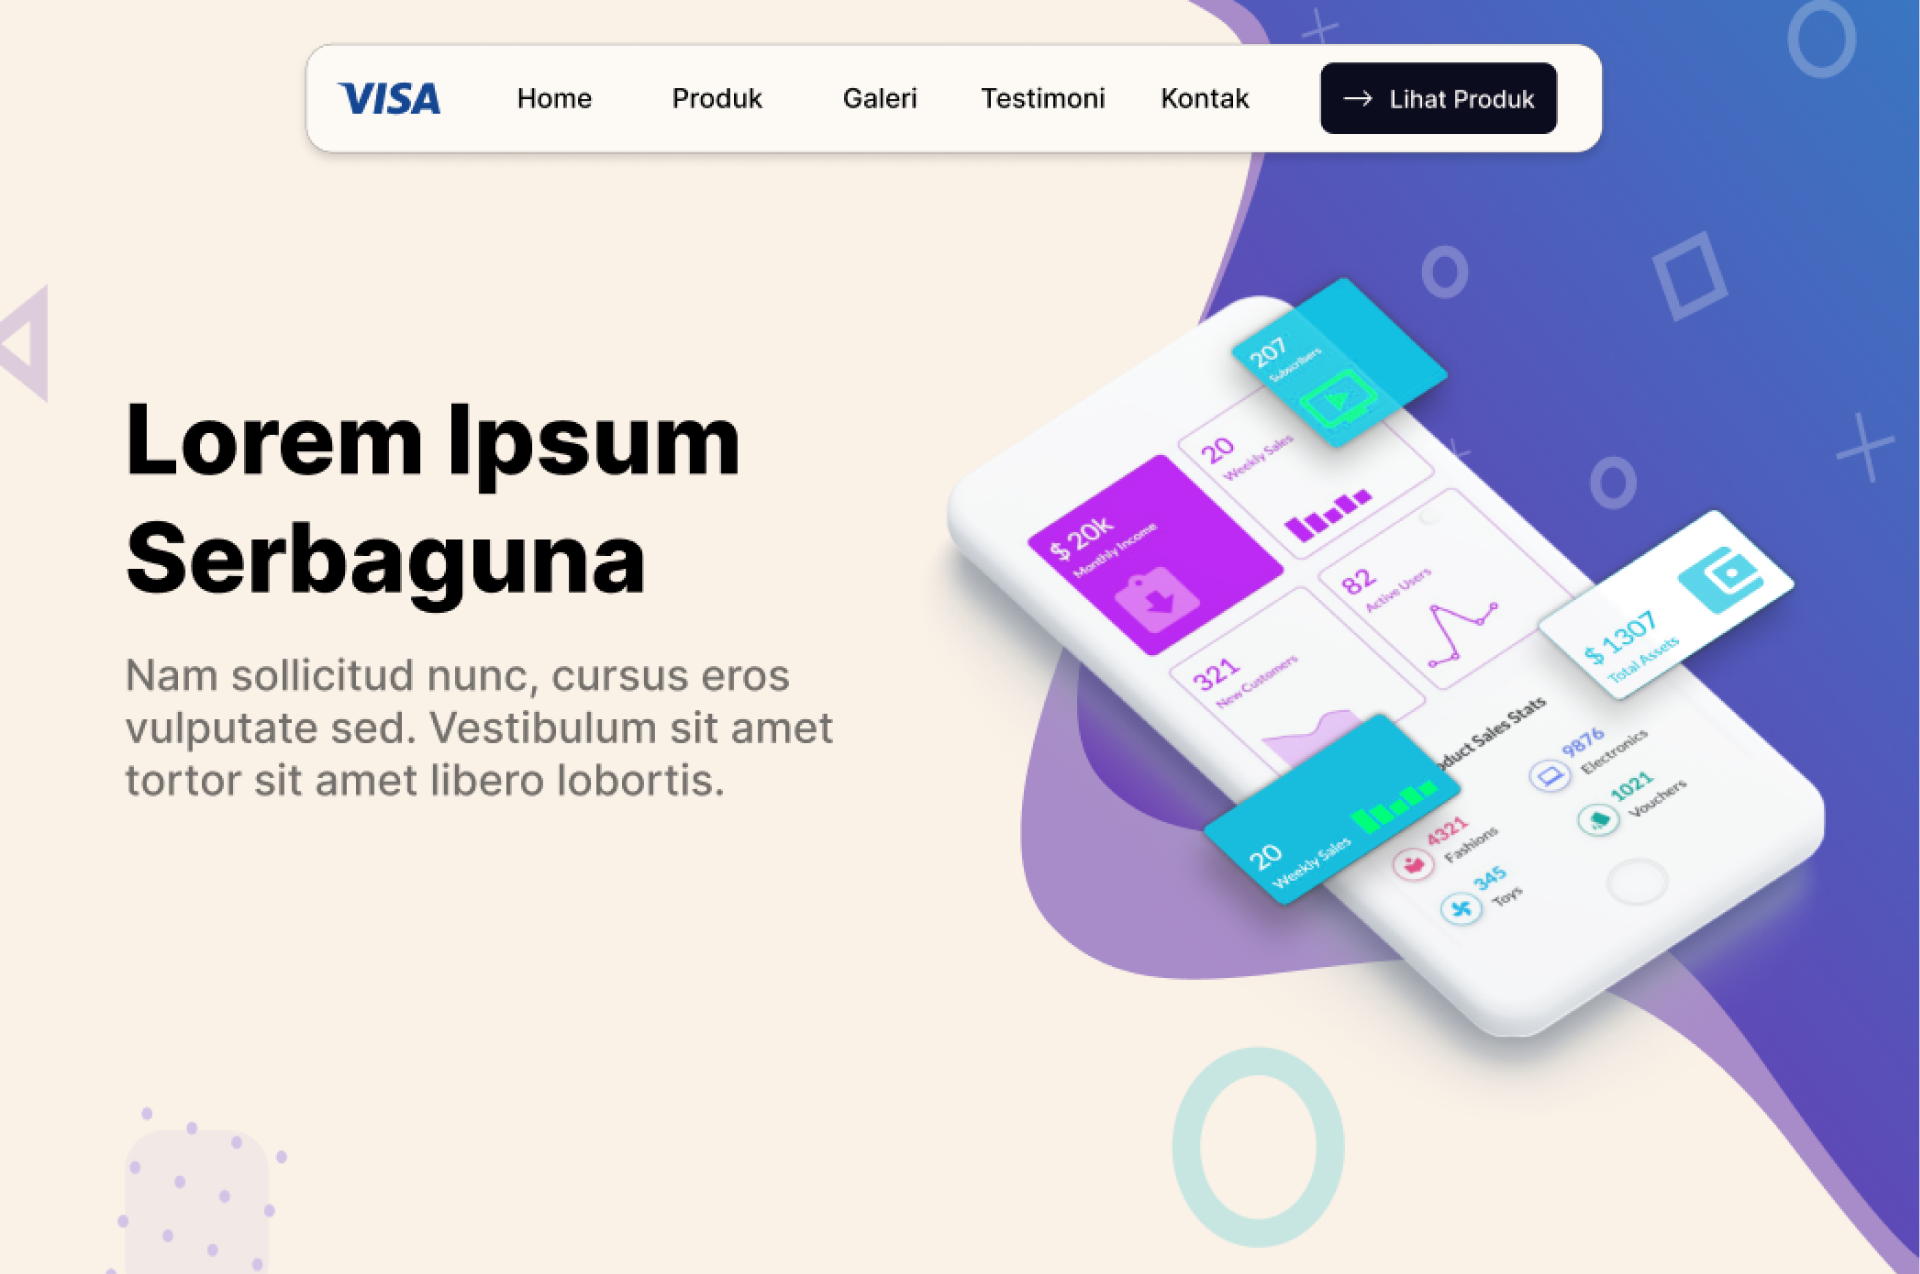 VISA
Home
Produk
Galeri
Testimoni
Kontak
Lihat Produk
Lorem Ipsum
Serbaguna
Nam sollicitud nunc, cursus eros
vulputate sed. Vestibulum sit amet
tortor sit amet libero lobortis.
207
Subscribers
20
Weekly Sales
$ 20k
Monthly Income
82
Active Users
321
New Customers
$ 1307
Total Assets
oduct Sales Stats
20
Weekly Sales
9876
Electronics
1021
Vouchers
4321
Fashions
345
Toys